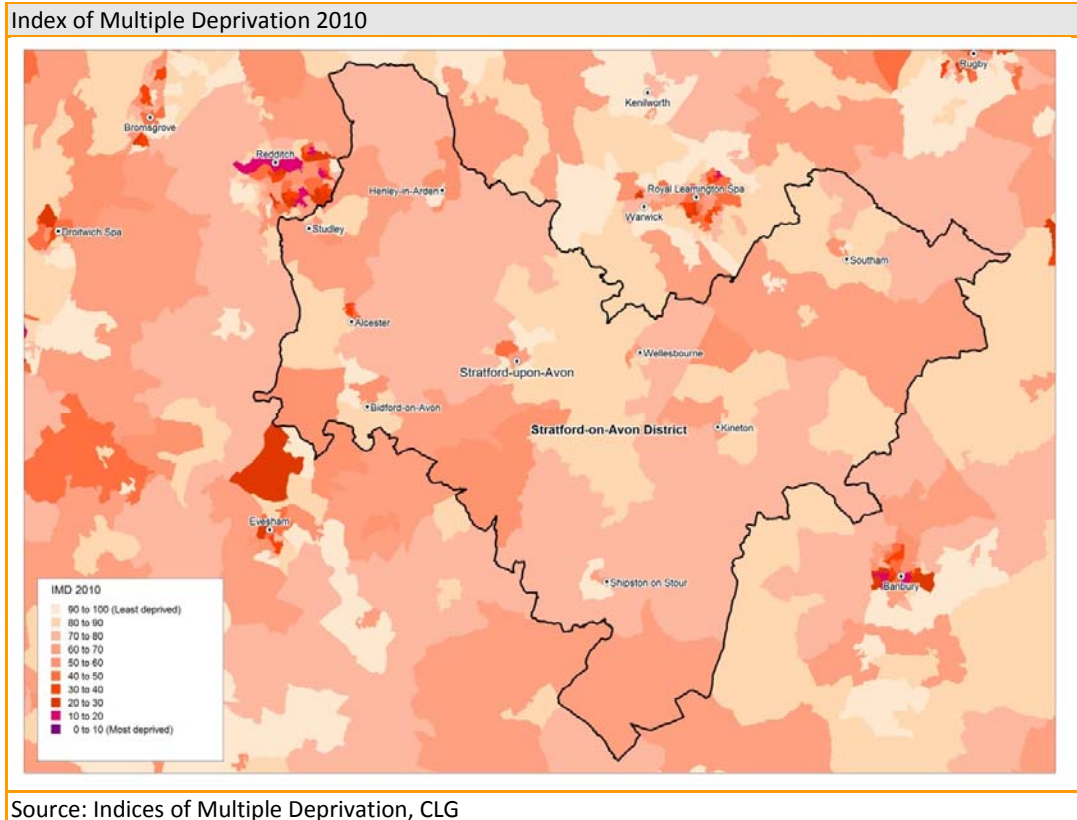 Index of Multiple Deprivation 2010
Rugby
Kenilworth
Bromsgrove
Redditch
Henley-in-Arden
Royal Leamington Spa
Warwick
Droitwich Spa
Studley
Southam
Alcester
Wellesbourne
Stratford-upon-Avon
Bidford-on-Avon
Stratford-on-Avon District
Kineton
Evesham
Shipston on Stour
Banbury
IMD 2010
90 to 100 (Least deprived)
80 to 90
70 to 80
60 to 70
50 to 60
40 to 50
30 to 40
20 to 30
10 to 20
0 to 10 (Most deprived)
Source: Indices of Multiple Deprivation, CLG